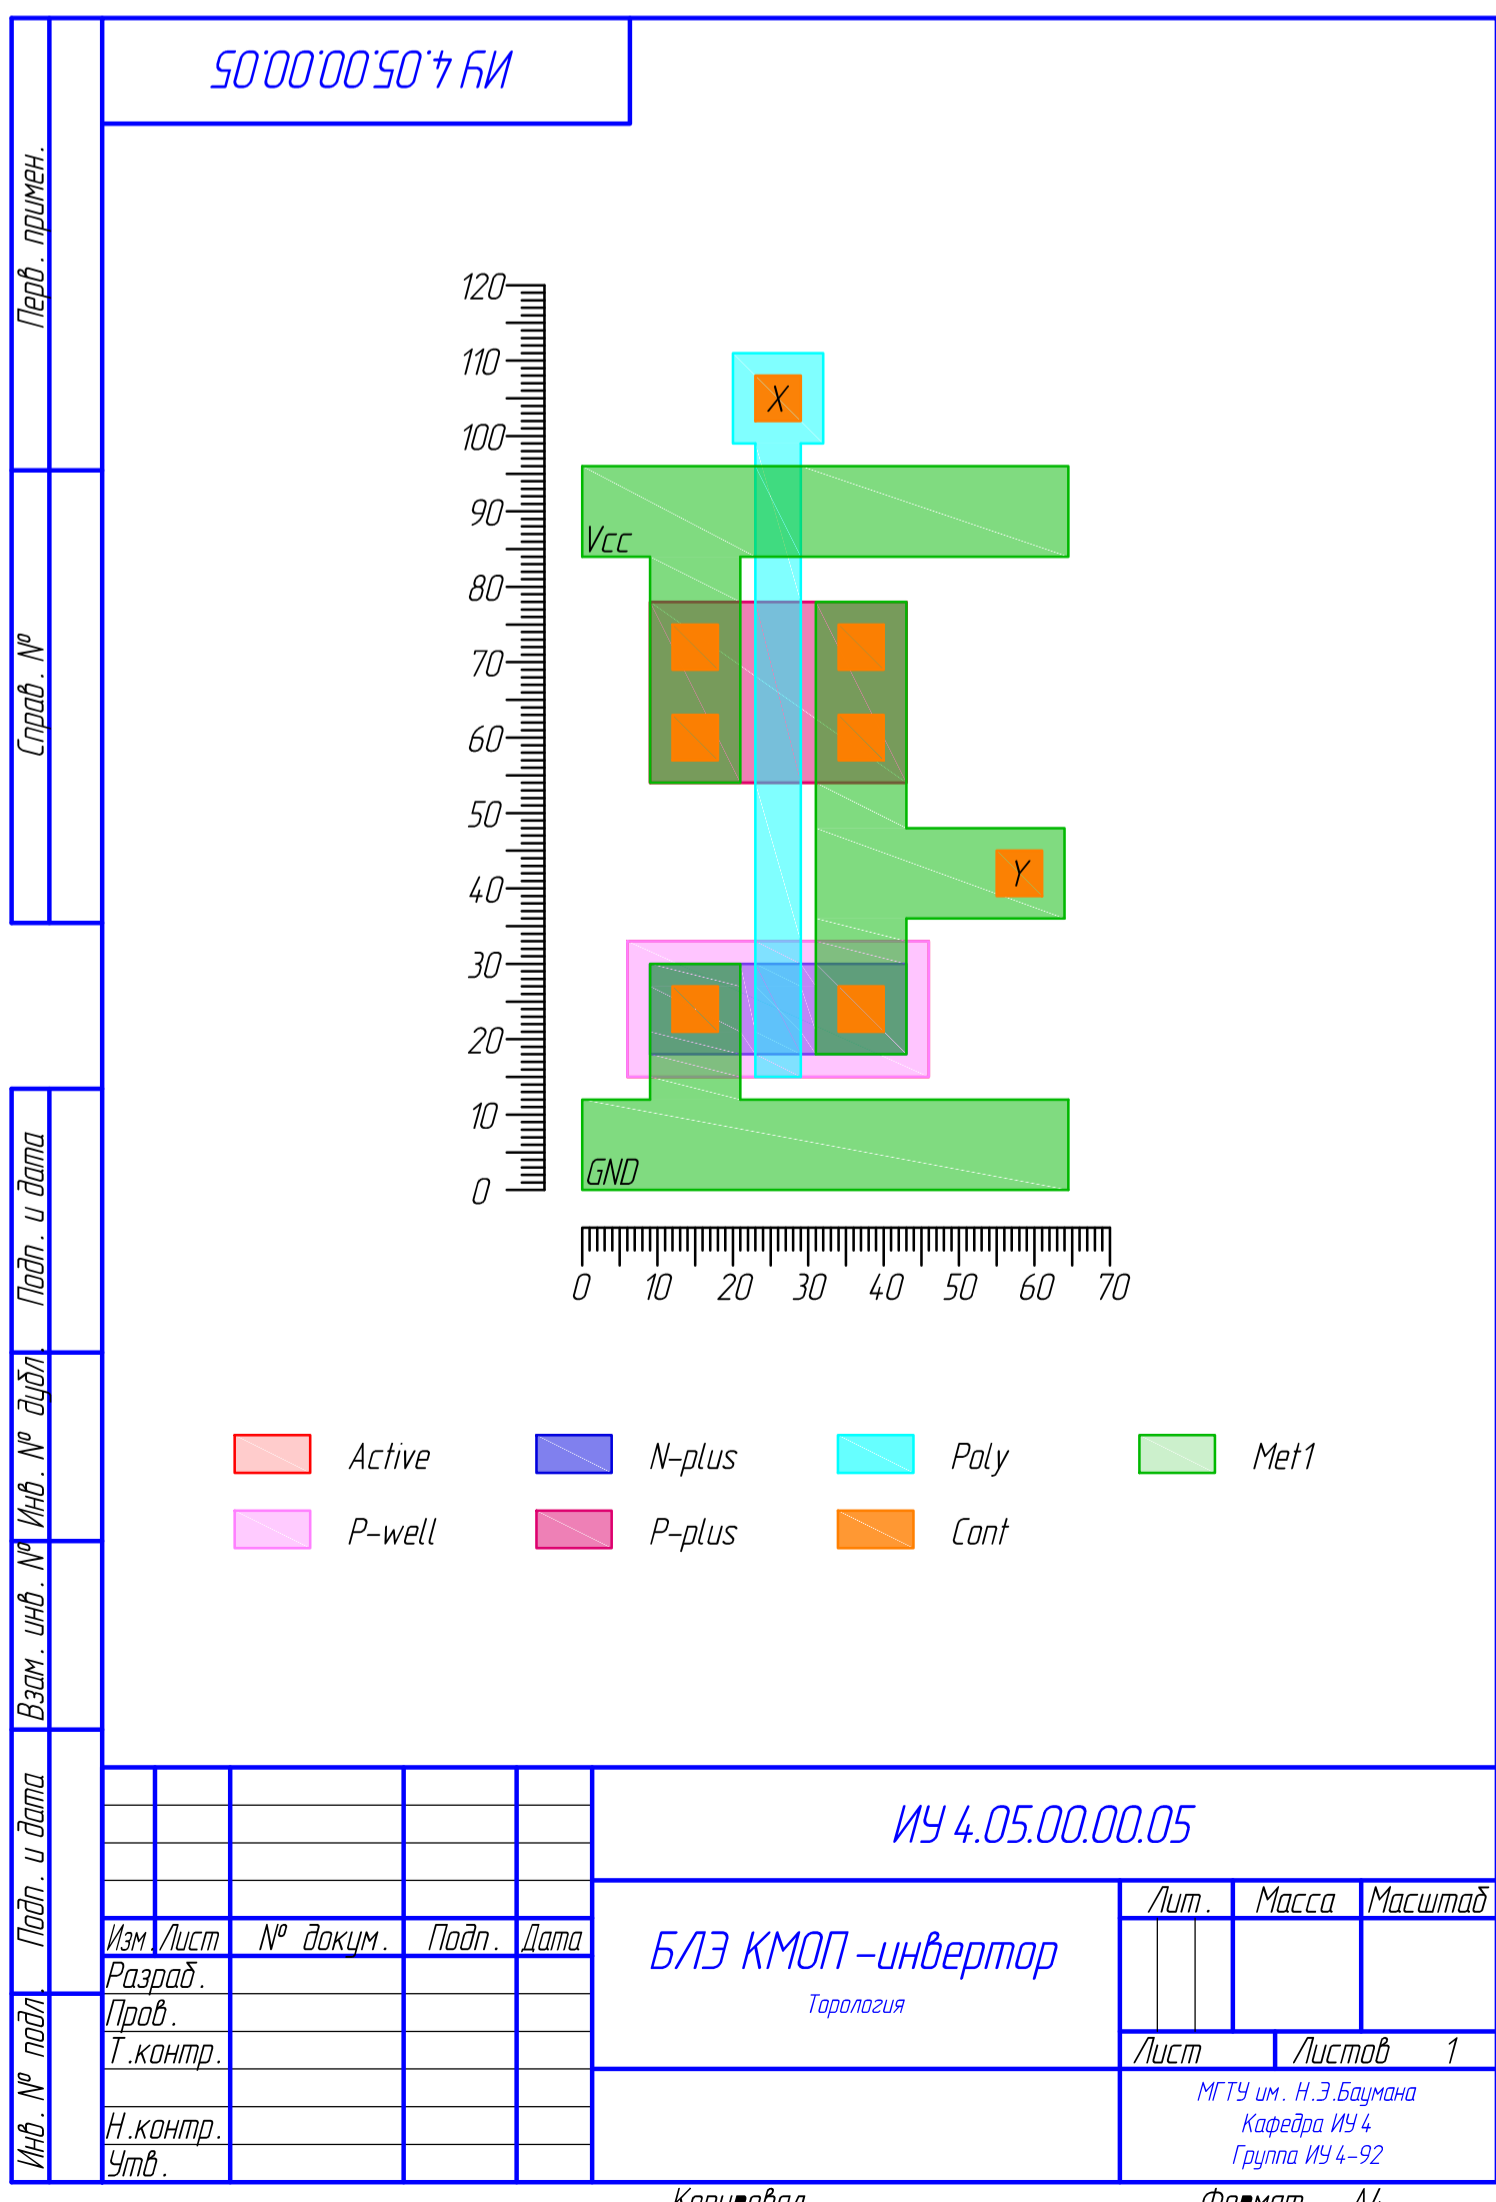 ИУ 4.05.00.00.05
Перв. примен.
Справ. №
Подп. и дата
Инв. № дубл.
Взам. инв. №
Подп. и дата
Инв. № подл.
120
110
100
90
80
70
60
50
40
30
20
10
0
X
Vcc
Y
GND
0 10 20 30 40 50 60 70
Active N-plus Poly Met1
P-well P-plus Cont
ИУ 4.05.00.00.05
Изм. Лист № докум. Подп. Дата
Разраб.
Пров.
Т.контр.
Н.контр.
Утв.
БЛЭ КМОП-инвертор
Торология
Лит. Масса Масштаб
Лист Листов 1
МГТУ им. Н.Э.Баумана
Кафедра ИУ 4
Группа ИУ 4-92
Копировал Формат А4